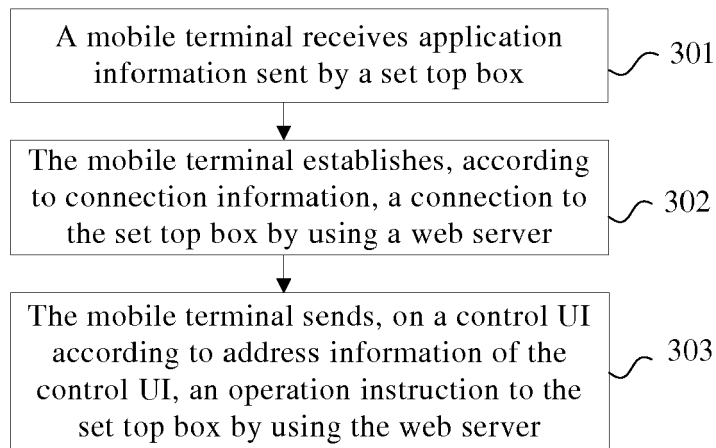 A mobile terminal receives application
information sent by a set top box
301
The mobile terminal establishes, according
to connection information, a connection to
the set top box by using a web server
302
The mobile terminal sends, on a control UI
according to address information of the
control UI, an operation instruction to the
set top box by using the web server
303